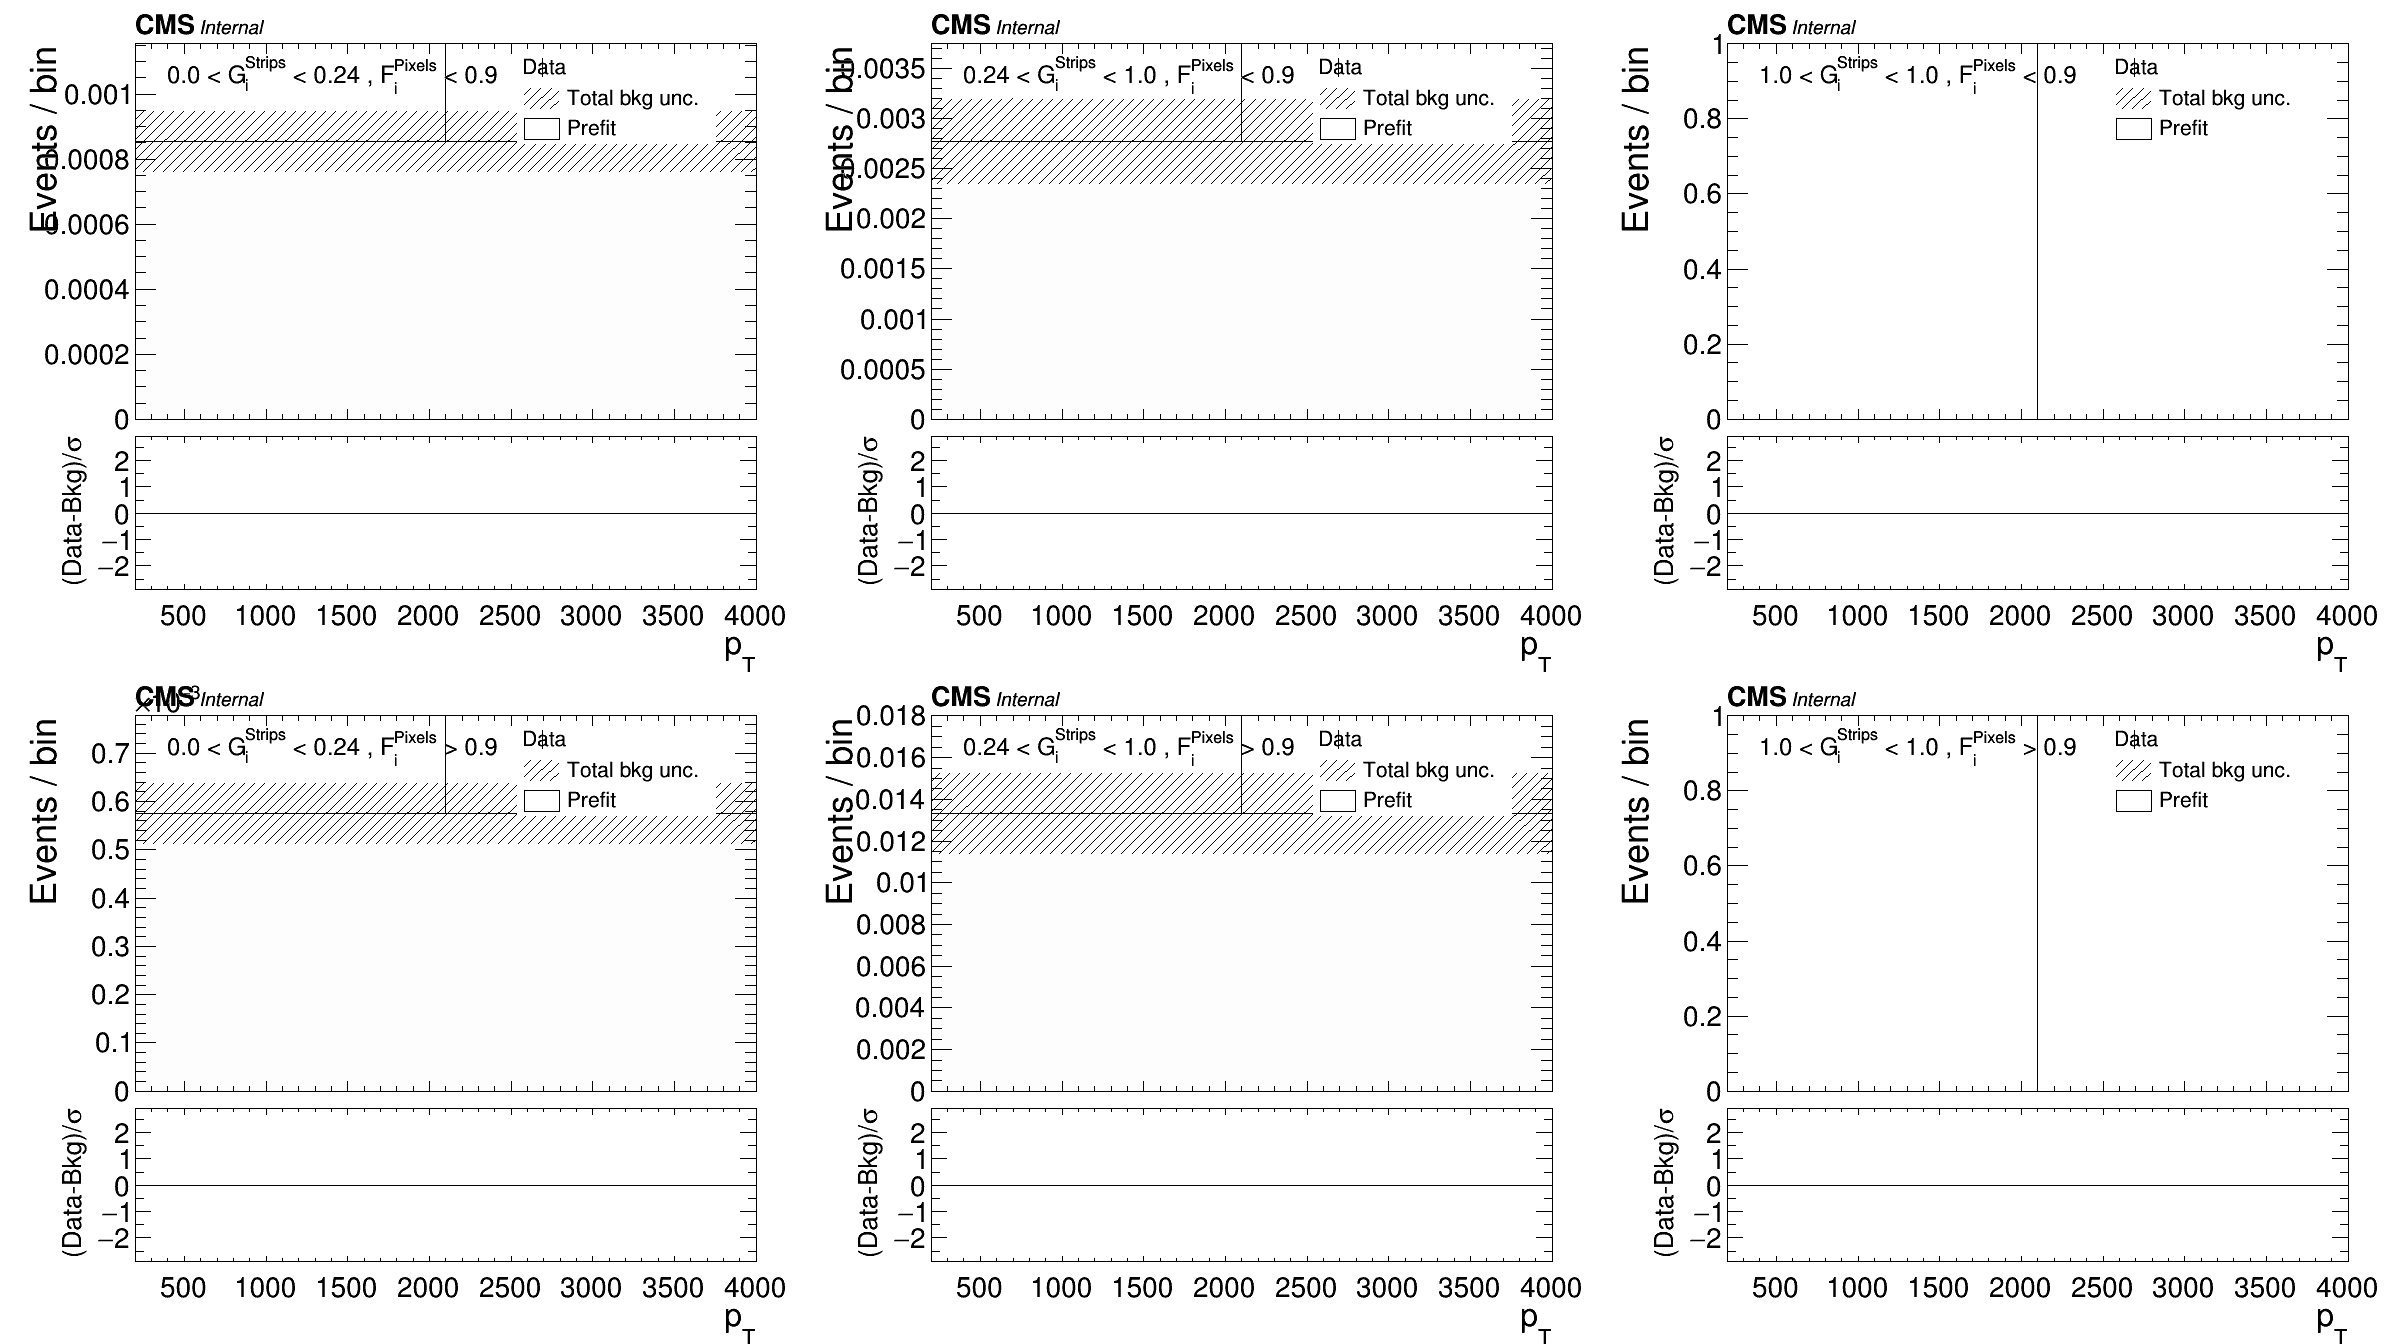 CMS Internal
Events / bin
0.0 < G_i^Strips < 0.24 , F_i^Pixels < 0.9
Data
Total bkg unc.
Prefit
0.001
0.0008
0.0006
0.0004
0.0002
0
(Data-Bkg)/σ
2
1
0
−1
−2
500 1000 1500 2000 2500 3000 3500 4000
p_T
CMS Internal
Events / bin
0.24 < G_i^Strips < 1.0 , F_i^Pixels < 0.9
Data
Total bkg unc.
Prefit
0.0035
0.003
0.0025
0.002
0.0015
0.001
0.0005
0
(Data-Bkg)/σ
2
1
0
−1
−2
500 1000 1500 2000 2500 3000 3500 4000
p_T
CMS Internal
Events / bin
1.0 < G_i^Strips < 1.0 , F_i^Pixels < 0.9
Data
Total bkg unc.
Prefit
1
0.8
0.6
0.4
0.2
0
(Data-Bkg)/σ
2
1
0
−1
−2
500 1000 1500 2000 2500 3000 3500 4000
p_T
CMS Internal
×10^−3
Events / bin
0.0 < G_i^Strips < 0.24 , F_i^Pixels > 0.9
Data
Total bkg unc.
Prefit
0.7
0.6
0.5
0.4
0.3
0.2
0.1
0
(Data-Bkg)/σ
2
1
0
−1
−2
500 1000 1500 2000 2500 3000 3500 4000
p_T
CMS Internal
Events / bin
0.24 < G_i^Strips < 1.0 , F_i^Pixels > 0.9
Data
Total bkg unc.
Prefit
0.018
0.016
0.014
0.012
0.01
0.008
0.006
0.004
0.002
0
(Data-Bkg)/σ
2
1
0
−1
−2
500 1000 1500 2000 2500 3000 3500 4000
p_T
CMS Internal
Events / bin
1.0 < G_i^Strips < 1.0 , F_i^Pixels > 0.9
Data
Total bkg unc.
Prefit
1
0.8
0.6
0.4
0.2
0
(Data-Bkg)/σ
2
1
0
−1
−2
500 1000 1500 2000 2500 3000 3500 4000
p_T